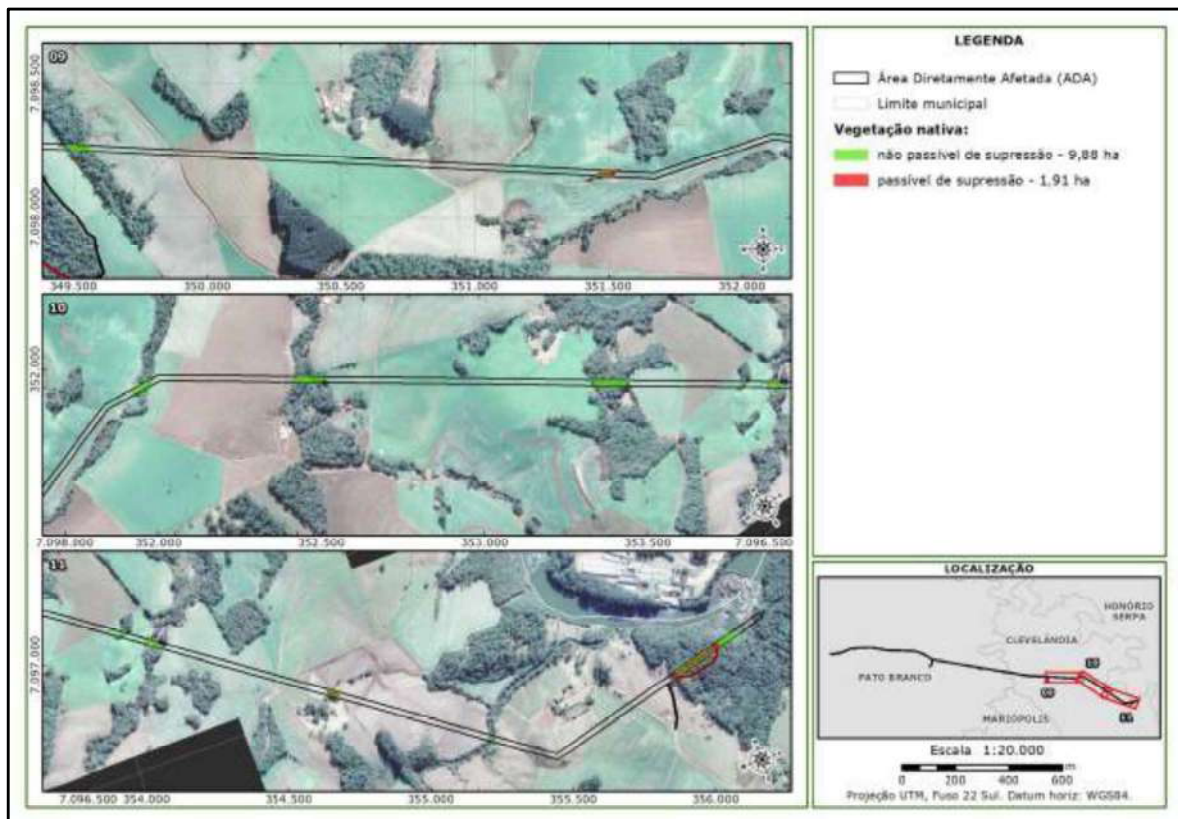 09
7.098.500
7.098.000
349.500 350.000 350.500 351.000 351.500 352.000
10
352.000
7.098.000 352.000 352.500 353.000 353.500 7.096.500
11
7.097.000
7.096.500 354.000 354.500 355.000 355.500 356.000
LEGENDA
Área Diretamente Afetada (ADA)
Limite municipal
Vegetação nativa:
não passível de supressão - 9,88 ha
passível de supressão - 1,91 ha
LOCALIZAÇÃO
HONÓRIO
SERPA
CLEVELANDIA
10
PATO BRANCO
09
MARIÓPOLIS
11
Escala 1:20.000
0 200 400 600 m
Projeção UTM, Fuso 22 Sul. Datum horiz: WGS84.